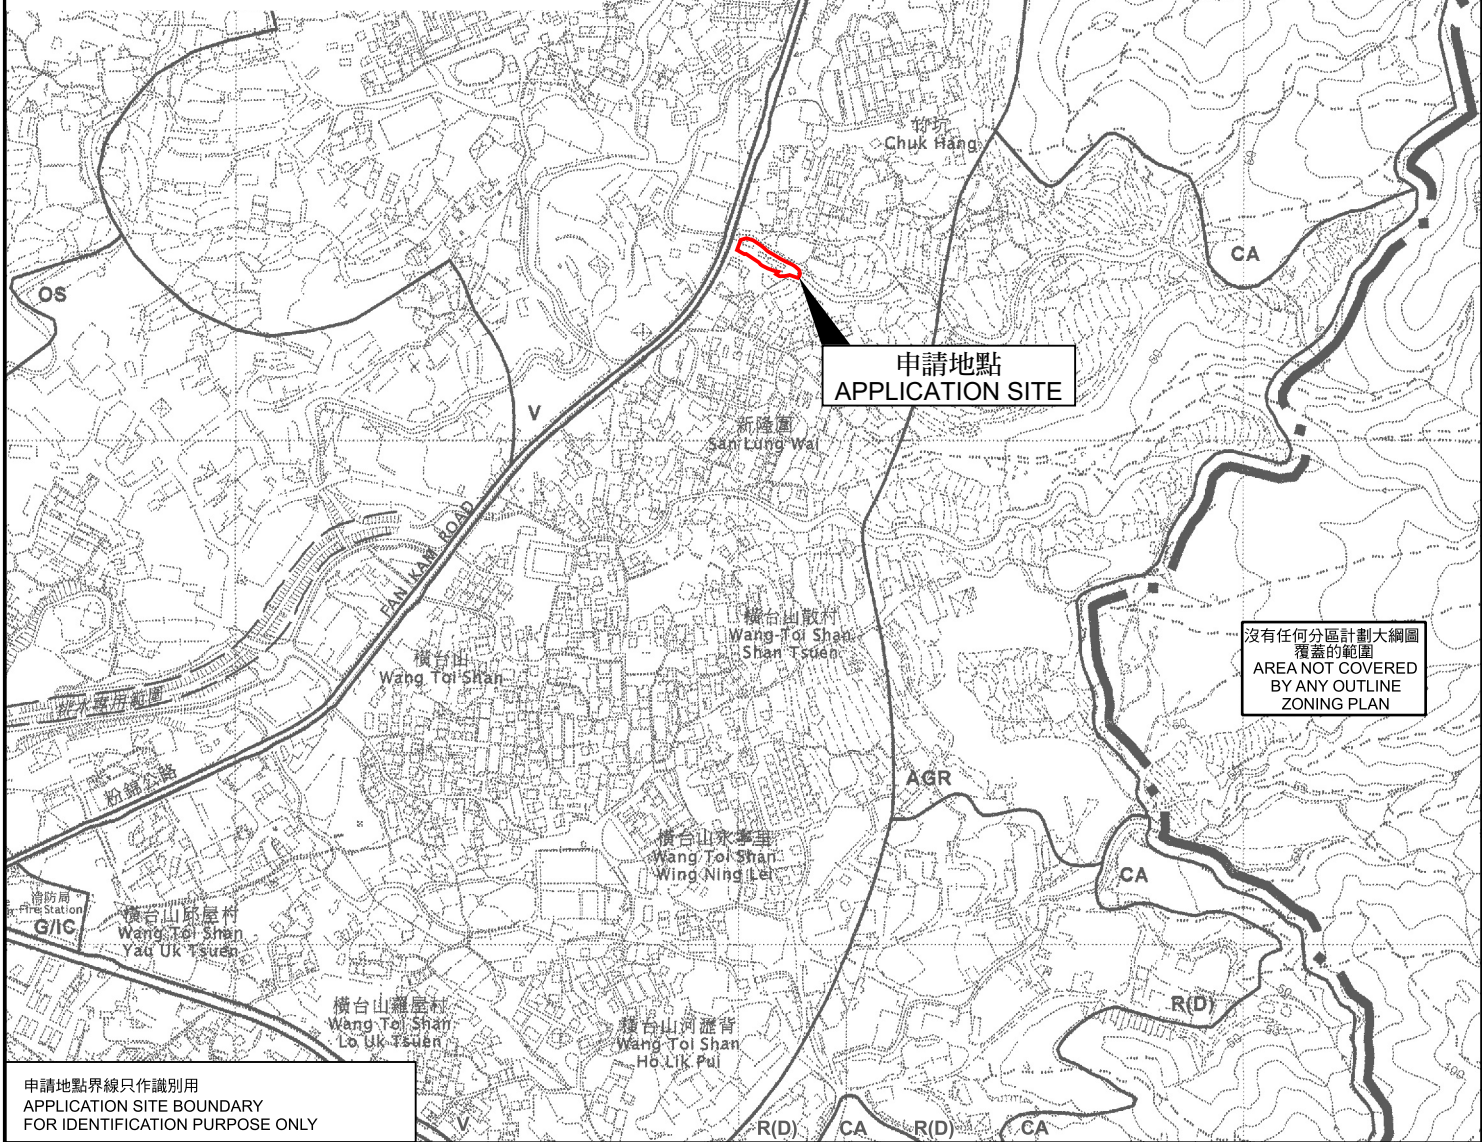 竹坑
Chuk Hang
CA
OS
申請地點
APPLICATION SITE
V
新隆圍
San Lung Wai
FAN KAM ROAD
橫台山散村
Wang Toi Shan
Shan Tsuen
沒有任何分區計劃大綱圖
覆蓋的範圍
AREA NOT COVERED
BY ANY OUTLINE
ZONING PLAN
橫台山
Wang Toi Shan
排水專用範圍
粉錦公路
AGR
橫台山永寧里
Wang Toi Shan
Wing Ning Lei
CA
消防局
Fire Station
G/IC
橫台山邱屋村
Wang Toi Shan
Yau Uk Tsuen
R(D)
橫台山羅屋村
Wang Toi Shan
Lo Uk Tsuen
橫台山河瀝背
Wang Toi Shan
Ho Lik Pui
申請地點界線只作識別用
APPLICATION SITE BOUNDARY
FOR IDENTIFICATION PURPOSE ONLY
V
R(D)
CA
R(D)
CA